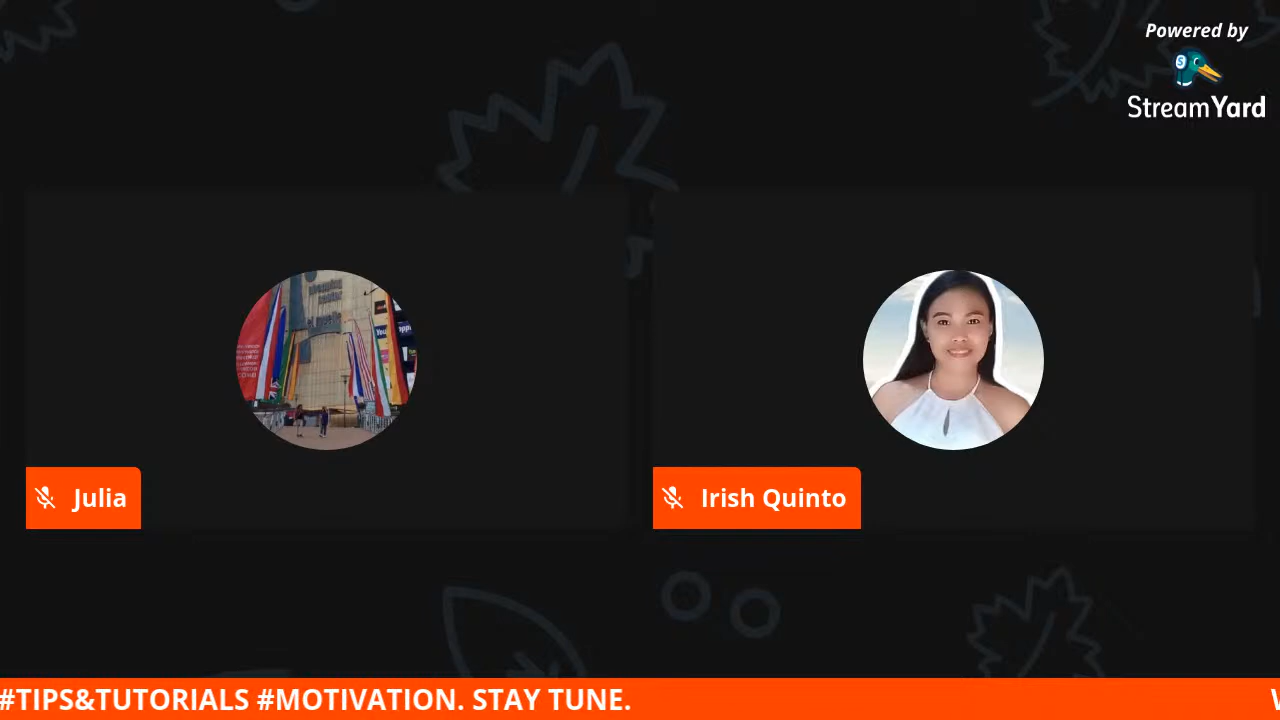 Powered by
StreamYard
Julia
Irish Quinto
#TIPS&TUTORIALS #MOTIVATION. STAY TUNE.